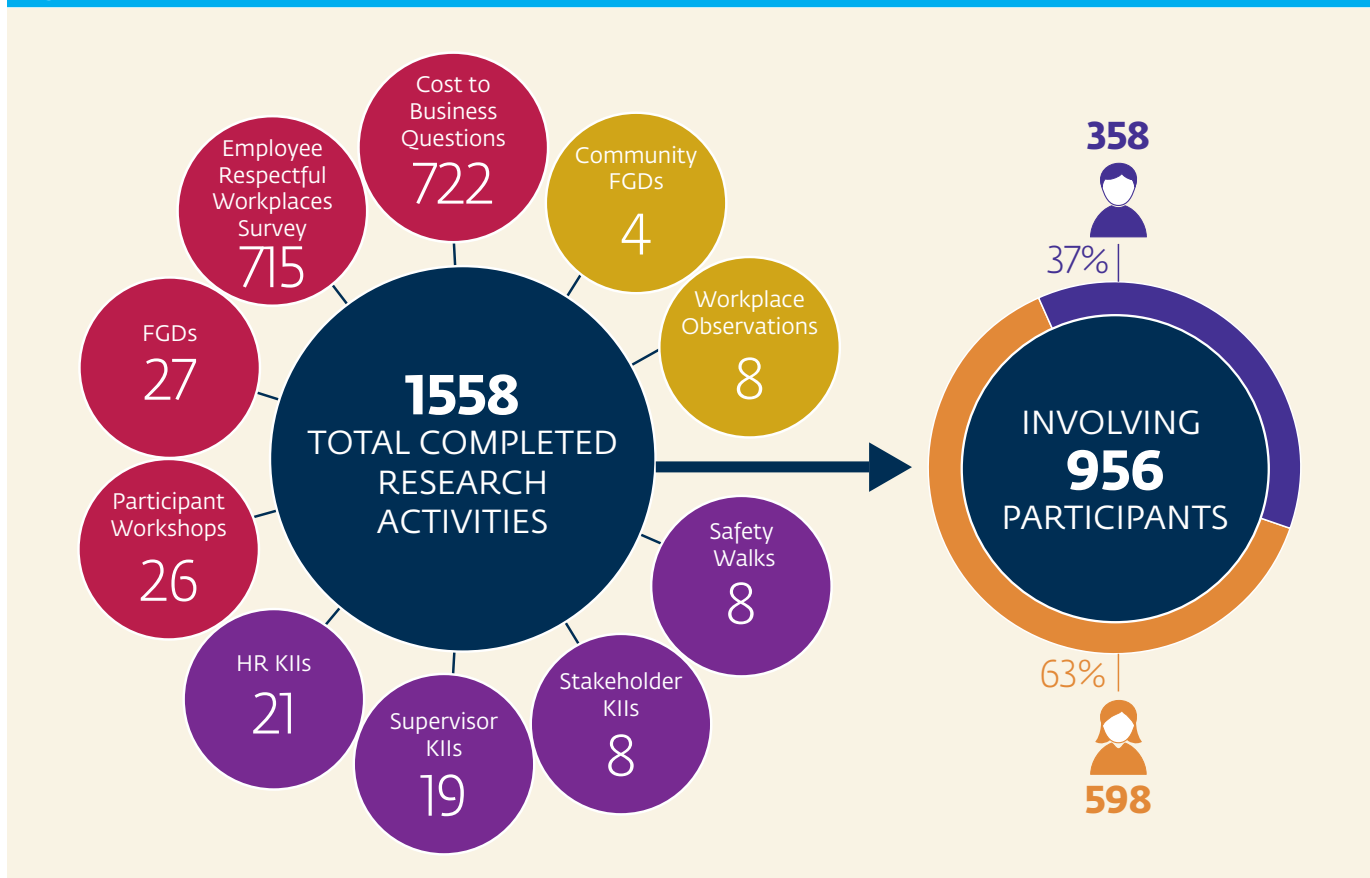 Cost to
Business
Questions
722
Community
FGDs
4
Workplace
Observations
8
Safety
Walks
8
Stakeholder
KIIs
8
Supervisor
KIIs
19
HR KIIs
21
Participant
Workshops
26
FGDs
27
Employee
Respectful
Workplaces
Survey
715
1558
TOTAL COMPLETED
RESEARCH
ACTIVITIES
358
37%
INVOLVING
956
PARTICIPANTS
63%
598